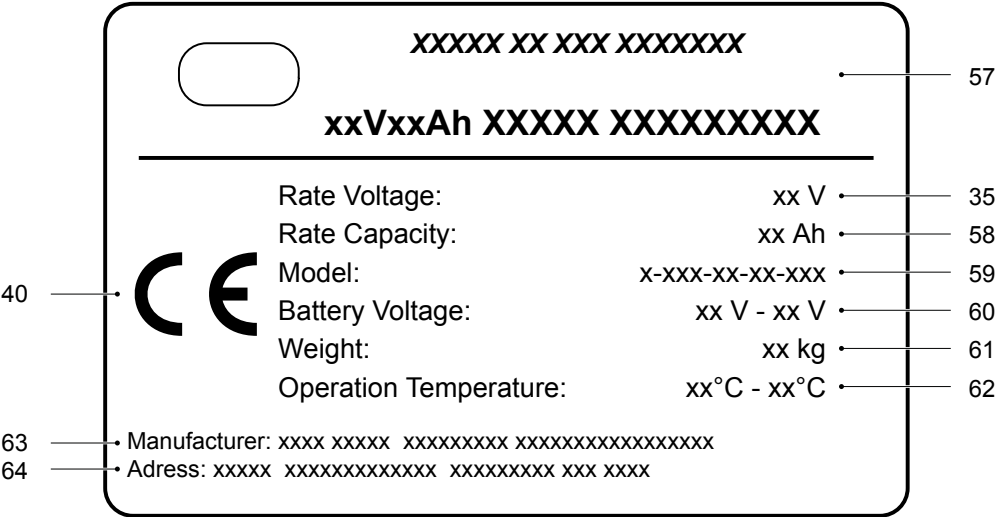 XXXXX XX XXX XXXXXXX
57
xxVxxAh XXXXX XXXXXXXXX
Rate Voltage: xx V 35
Rate Capacity: xx Ah 58
Model: x-xxx-xx-xx-xxx 59
40 CE
Battery Voltage: xx V - xx V 60
Weight: xx kg 61
Operation Temperature: xx°C - xx°C 62
63 Manufacturer: xxxx xxxxx xxxxxxxxx xxxxxxxxxxxxxxxxx
64 Adress: xxxxx xxxxxxxxxxxxx xxxxxxxxx xxx xxxx